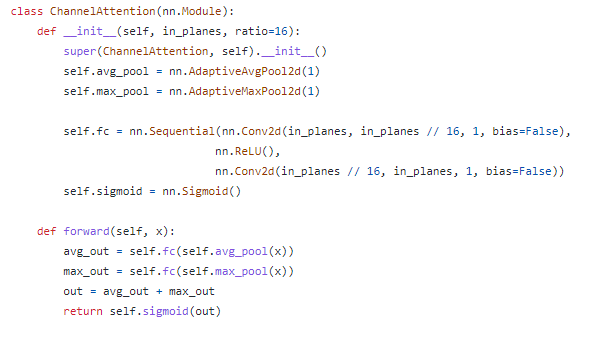 class ChannelAttention(nn.Module):
    def __init__(self, in_planes, ratio=16):
        super(ChannelAttention, self).__init__()
        self.avg_pool = nn.AdaptiveAvgPool2d(1)
        self.max_pool = nn.AdaptiveMaxPool2d(1)

        self.fc = nn.Sequential(nn.Conv2d(in_planes, in_planes // 16, 1, bias=False),
                               nn.ReLU(),
                               nn.Conv2d(in_planes // 16, in_planes, 1, bias=False))
        self.sigmoid = nn.Sigmoid()

    def forward(self, x):
        avg_out = self.fc(self.avg_pool(x))
        max_out = self.fc(self.max_pool(x))
        out = avg_out + max_out
        return self.sigmoid(out)